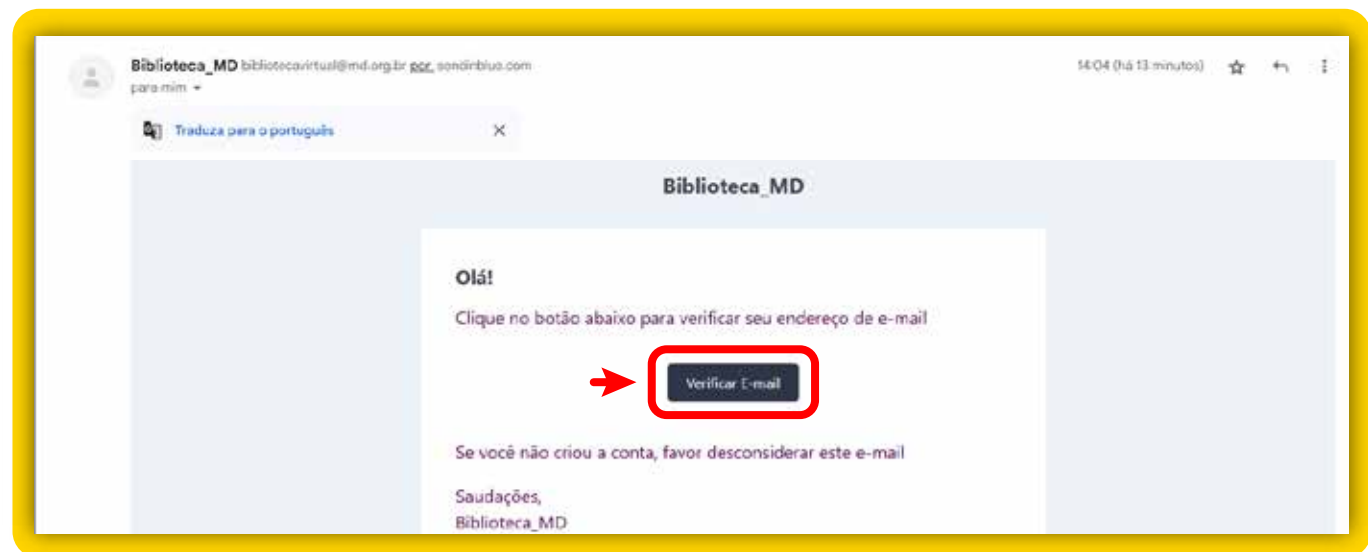 Biblioteca_MD bibliotecavirtual@md.org.br por sendinblue.com
14:04 (há 13 minutos)
para mim
Traduza para o português
Biblioteca_MD
Olá!
Clique no botão abaixo para verificar seu endereço de e-mail
Verificar E-mail
Se você não criou a conta, favor desconsiderar este e-mail
Saudações,
Biblioteca_MD